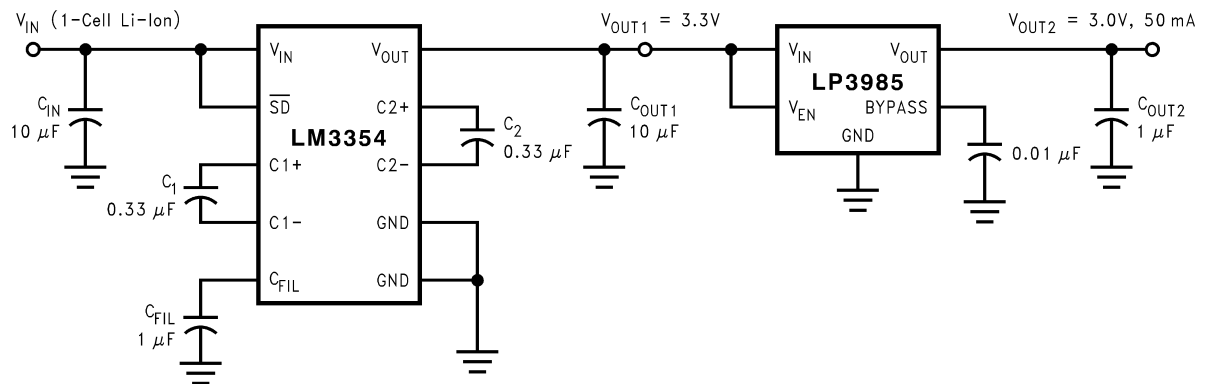 V_IN (1-Cell Li-Ion)
V_OUT1 = 3.3V
V_OUT2 = 3.0V, 50 mA
C_IN
10 μF
V_IN
SD
C1+
C1-
C_FIL
LM3354
V_OUT
C2+
C2-
GND
GND
C_1
0.33 μF
C_FIL
1 μF
C_2
0.33 μF
C_OUT1
10 μF
V_IN
V_EN
LP3985
V_OUT
BYPASS
GND
0.01 μF
C_OUT2
1 μF